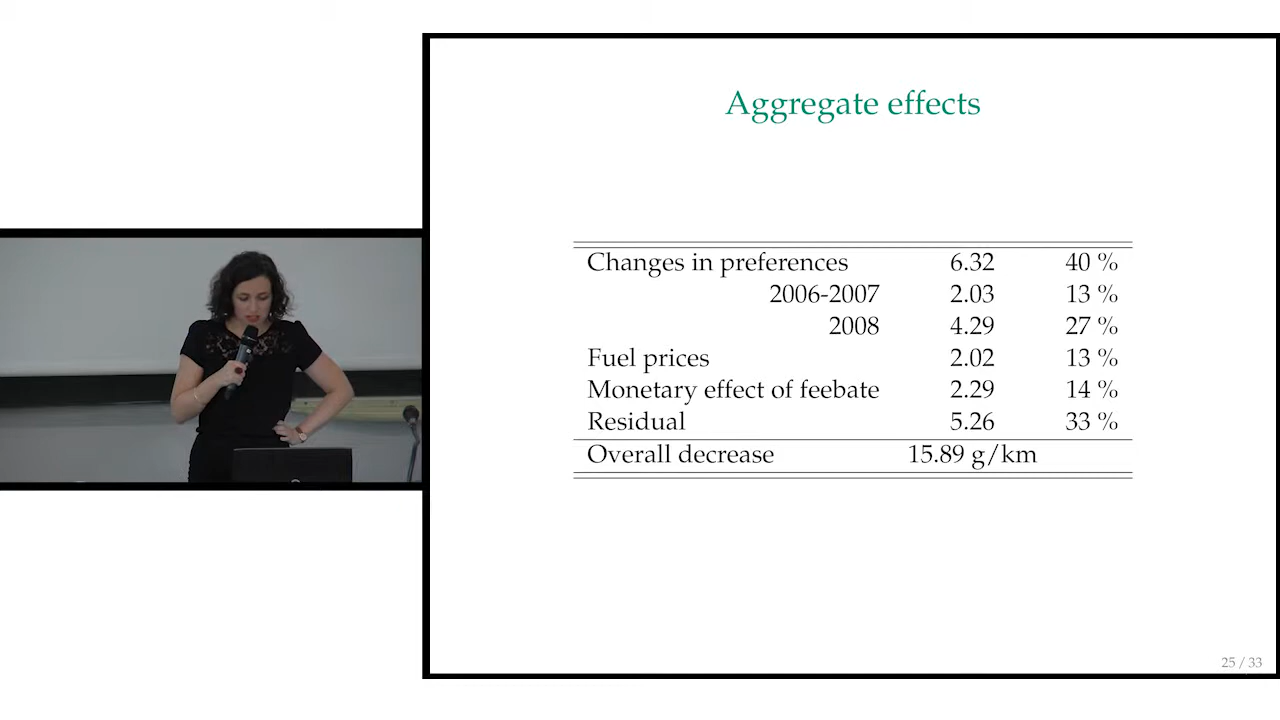 Aggregate effects
Changes in preferences 6.32 40 %
2006-2007 2.03 13 %
2008 4.29 27 %
Fuel prices 2.02 13 %
Monetary effect of feebate 2.29 14 %
Residual 5.26 33 %
Overall decrease 15.89 g/km
25 / 33